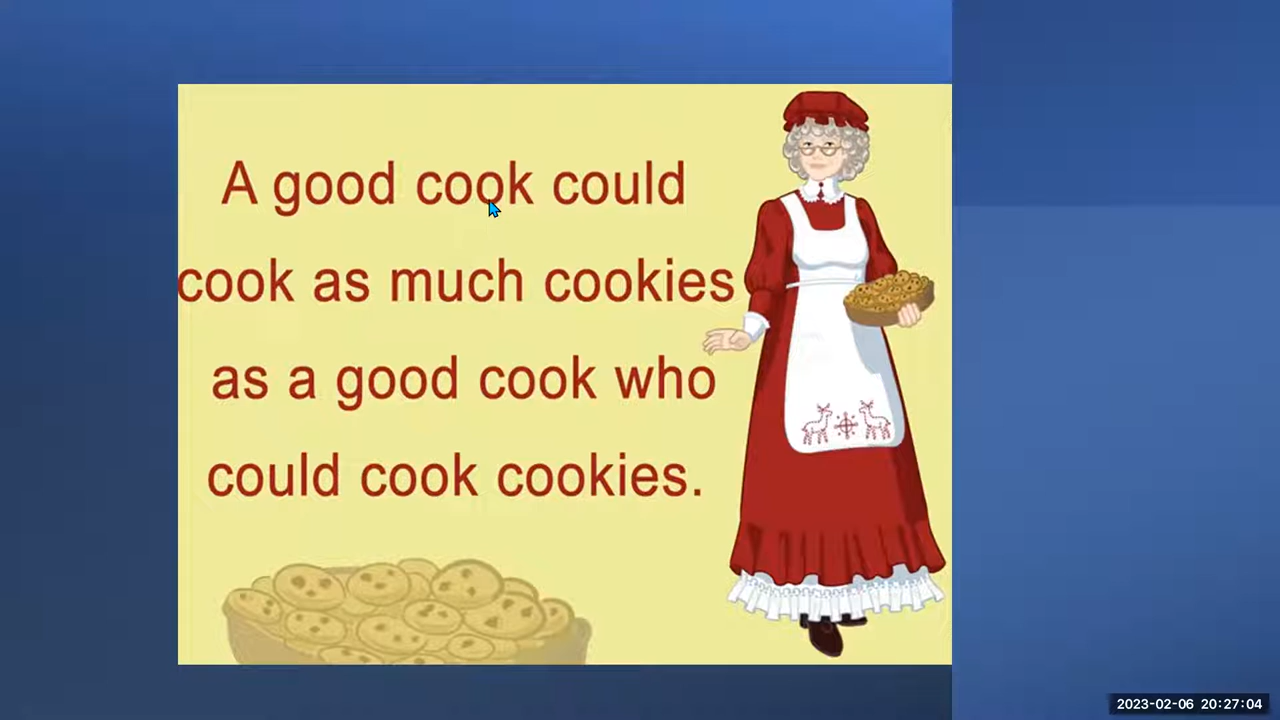 A good cook could
cook as much cookies
as a good cook who
could cook cookies.
2023-02-06 20:27:04